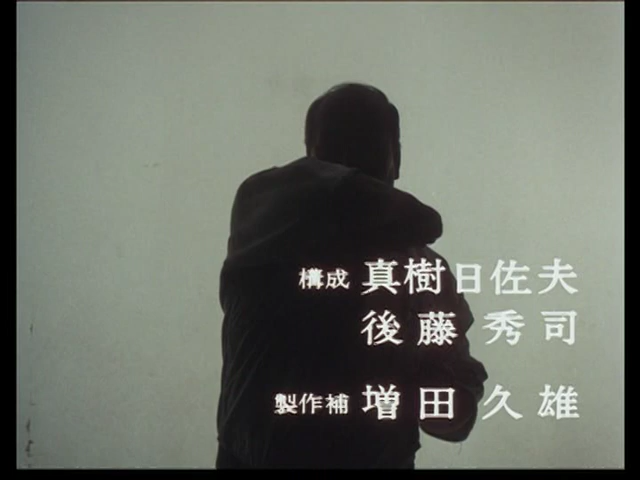 構成 真樹日佐夫
後藤秀司
製作補 増田久雄